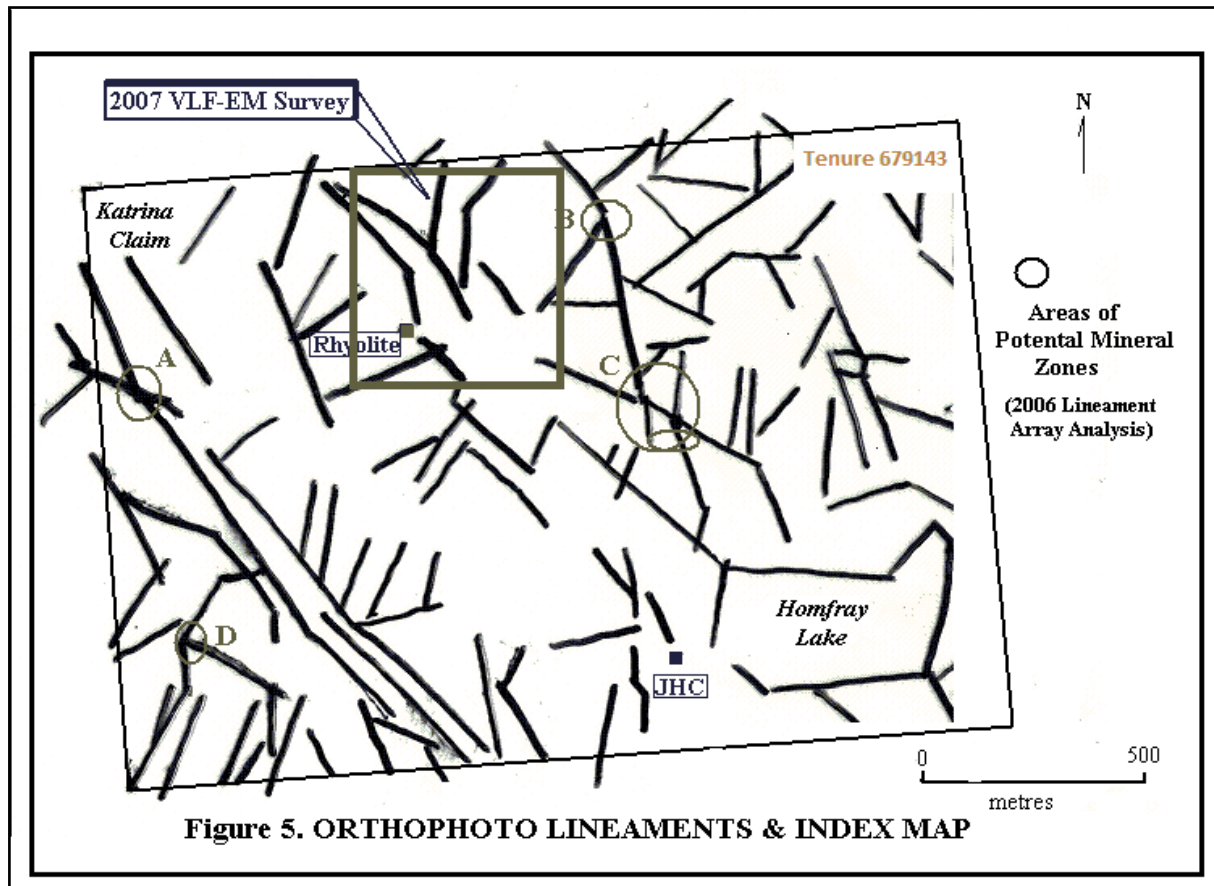 2007 VLF-EM Survey
N
Tenure 679143
Katrina
Claim
B
Areas of
Potental Mineral
Zones
(2006 Lineament
Array Analysis)
Rhyolite
A
C
D
Homfray
Lake
JHC
0
500
metres
Figure 5. ORTHOPHOTO LINEAMENTS & INDEX MAP